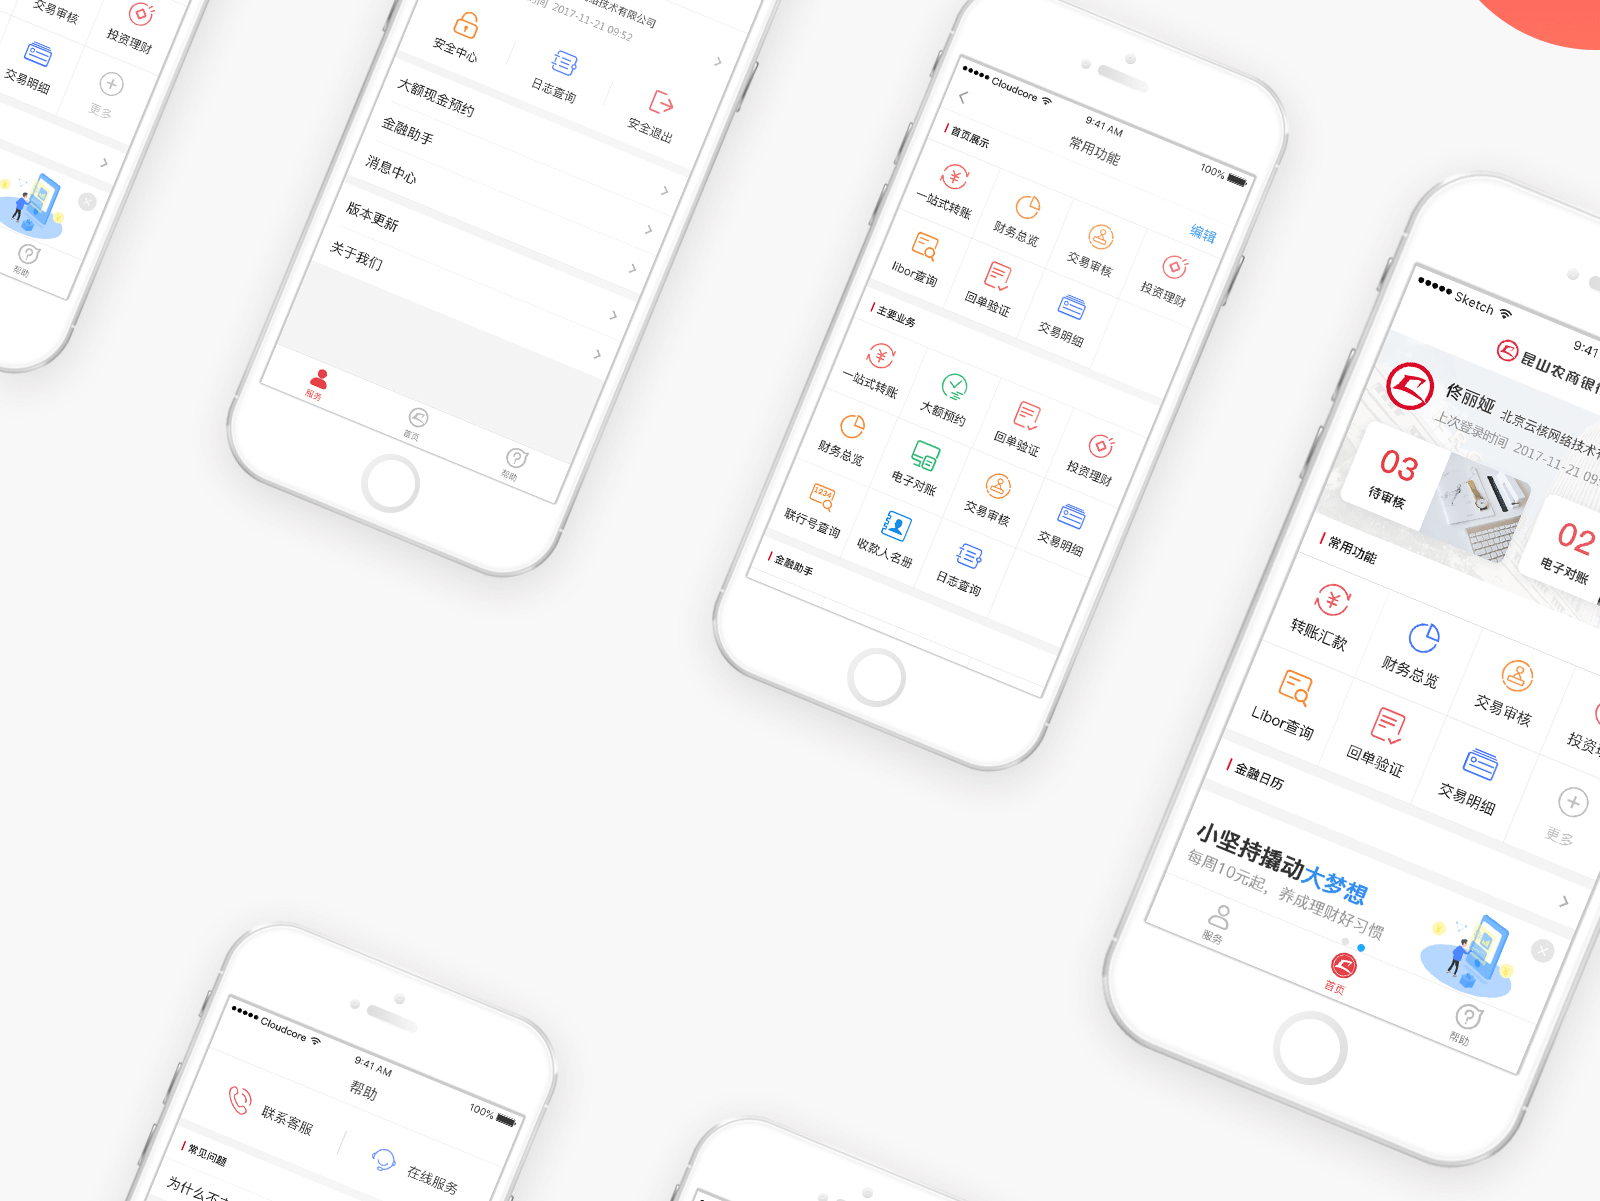 交易审核
投资理财
交易明细
更多
帮助
络技术有限公司
时间 2017-11-21 09:52
安全中心
日志查询
安全退出
大额现金预约
金融助手
消息中心
版本更新
关于我们
服务
首页
帮助
Cloudcore
9:41 AM
100%
常用功能
首页展示
编辑
一站式转账
财务总览
交易审核
投资理财
libor查询
回单验证
交易明细
主要业务
一站式转账
大额预约
回单验证
投资理财
财务总览
电子对账
交易审核
交易明细
1234
联行号查询
收款人名册
日志查询
金融助手
Sketch
9:41
昆山农商银行
佟丽娅 北京云核网络技术有
上次登录时间 2017-11-21 09:
03
待审核
02
电子对账
常用功能
转账汇款
财务总览
交易审核
投资理
Libor查询
回单验证
交易明细
更多
金融日历
小坚持撬动大梦想
每周10元起，养成理财好习惯
服务
首页
帮助
Cloudcore
9:41 AM
100%
帮助
联系客服
在线服务
常见问题
为什么不